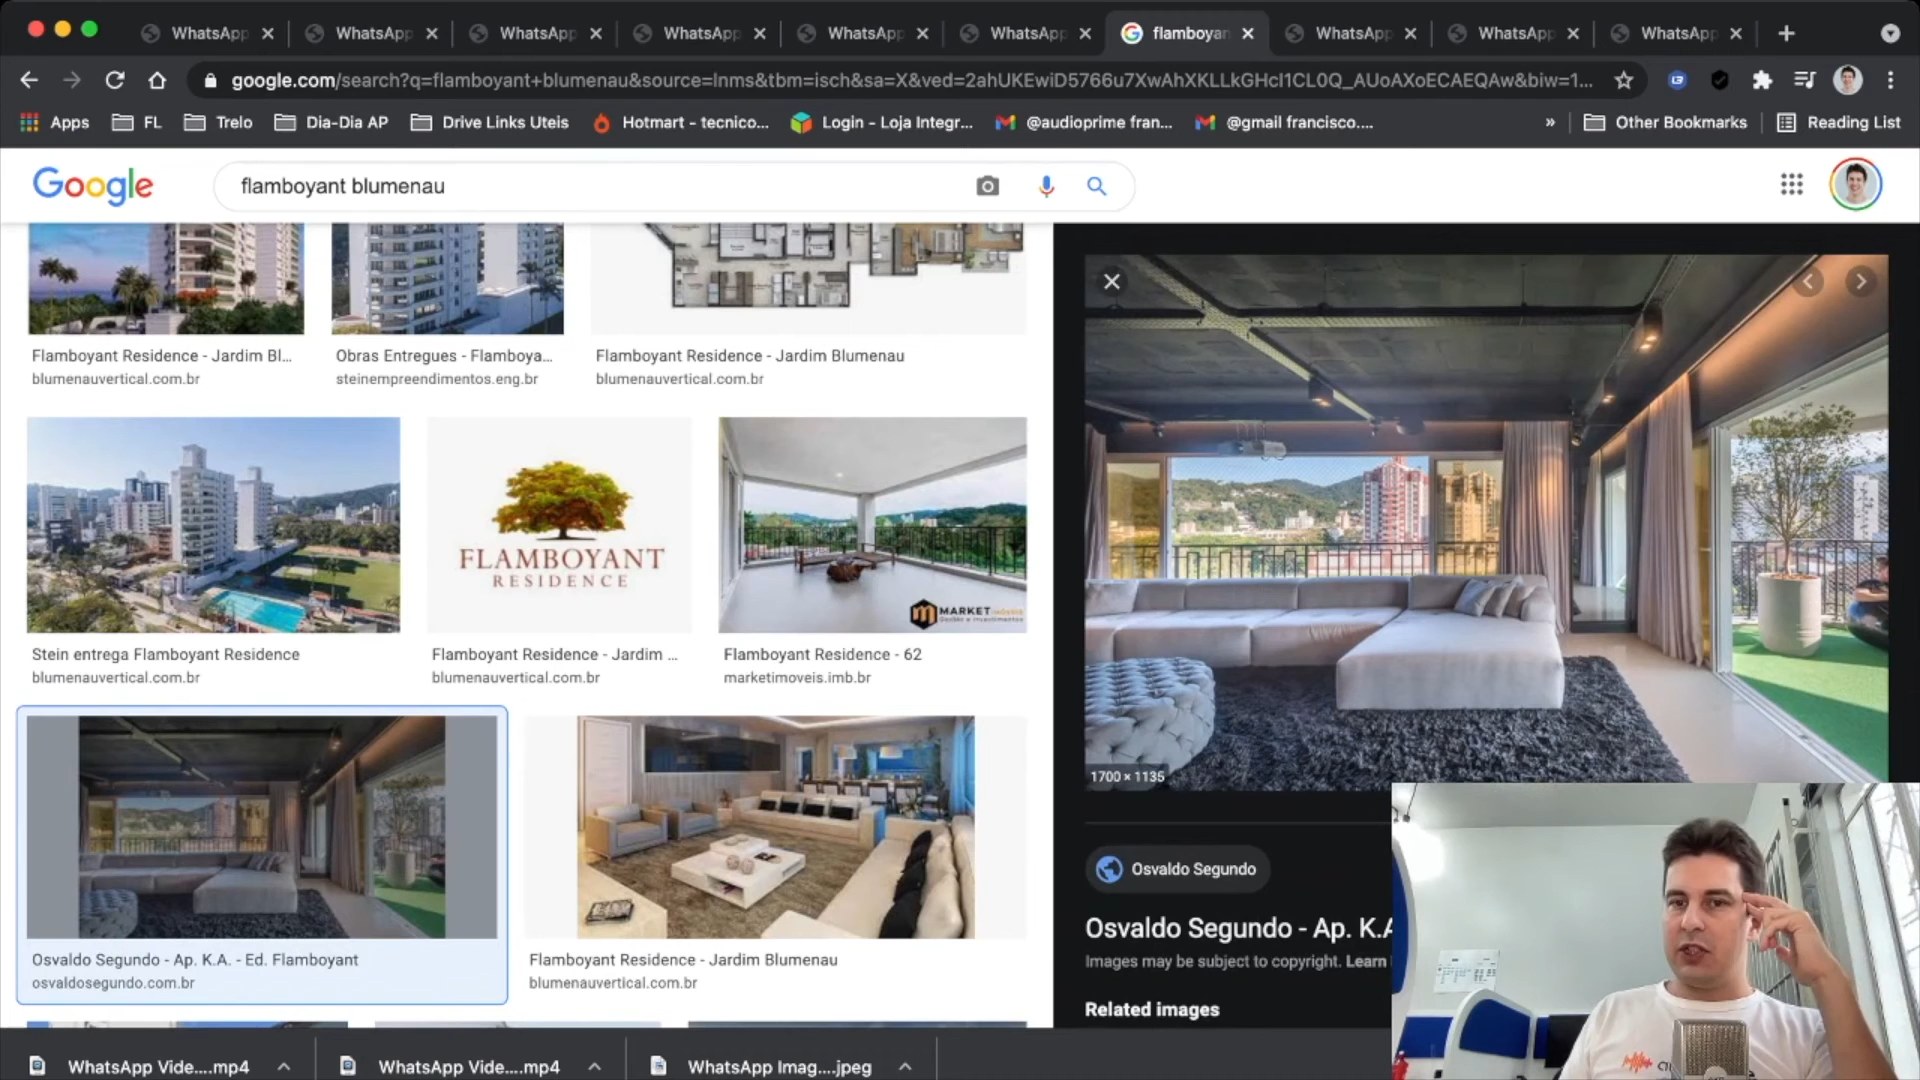 WhatsApp
WhatsApp
WhatsApp
WhatsApp
WhatsApp
WhatsApp
flamboyan
WhatsApp
WhatsApp
WhatsApp
google.com/search?q=flamboyant+blumenau&source=lnms&tbm=isch&sa=X&ved=2ahUKEwiD5766u7XwAhXKLLkGHcI1CL0Q_AUoAXoECAEQAw&biw=1...
Apps
FL
Trelo
Dia-Dia AP
Drive Links Uteis
Hotmart - tecnico...
Login - Loja Integr...
@audioprime fran...
@gmail francisco....
»
Other Bookmarks
Reading List
Google
flamboyant blumenau
Flamboyant Residence - Jardim Bl...
blumenauvertical.com.br
Obras Entregues - Flamboya...
steinempreendimentos.eng.br
Flamboyant Residence - Jardim Blumenau
blumenauvertical.com.br
FLAMBOYANT
RESIDENCE
MARKET
Stein entrega Flamboyant Residence
blumenauvertical.com.br
Flamboyant Residence - Jardim ...
blumenauvertical.com.br
Flamboyant Residence - 62
marketimoveis.imb.br
Osvaldo Segundo - Ap. K.A. - Ed. Flamboyant
osvaldosegundo.com.br
Flamboyant Residence - Jardim Blumenau
blumenauvertical.com.br
1700 × 1135
Osvaldo Segundo
Osvaldo Segundo - Ap. K.A
Images may be subject to copyright. Learn
Related images
WhatsApp Vide....mp4
WhatsApp Vide....mp4
WhatsApp Imag....jpeg